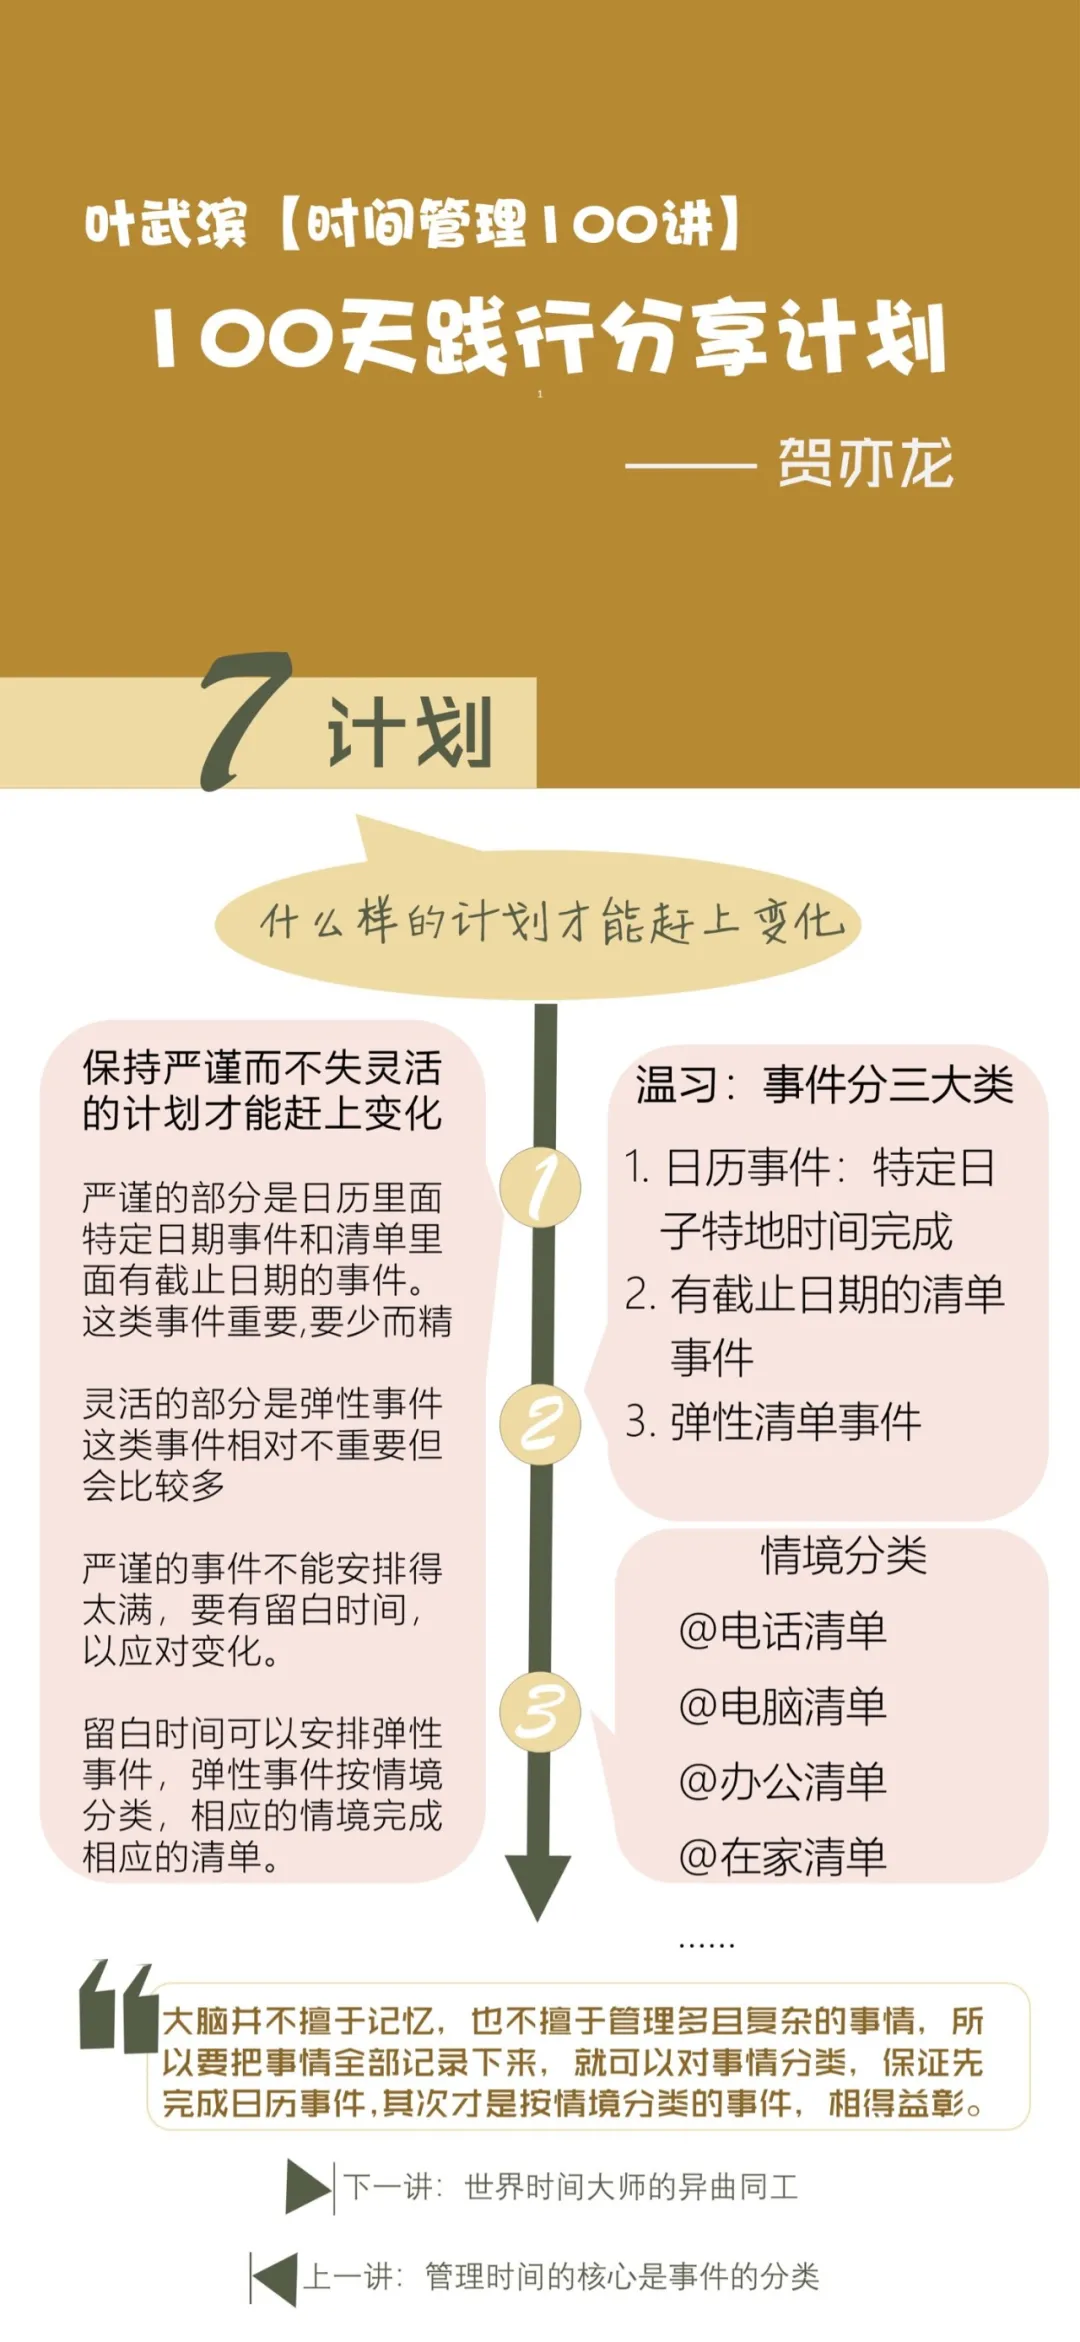 叶武滨【时间管理100讲】
100天践行分享计划
1
—— 贺亦龙
7 计划
什么样的计划才能赶上变化
保持严谨而不失灵活
的计划才能赶上变化
严谨的部分是日历里面
特定日期事件和清单里
面有截止日期的事件。
这类事件重要,要少而精
灵活的部分是弹性事件
这类事件相对不重要但
会比较多
严谨的事件不能安排得
太满，要有留白时间，
以应对变化。
留白时间可以安排弹性
事件，弹性事件按情境
分类，相应的情境完成
相应的清单。
1
温习：事件分三大类
1. 日历事件：特定日
子特地时间完成
2. 有截止日期的清单
事件
3. 弹性清单事件
2
情境分类
@电话清单
@电脑清单
@办公清单
@在家清单
......
3
大脑并不擅于记忆，也不擅于管理多且复杂的事情，所
以要把事情全部记录下来，就可以对事情分类，保证先
完成日历事件,其次才是按情境分类的事件，相得益彰。
下一讲：世界时间大师的异曲同工
上一讲：管理时间的核心是事件的分类